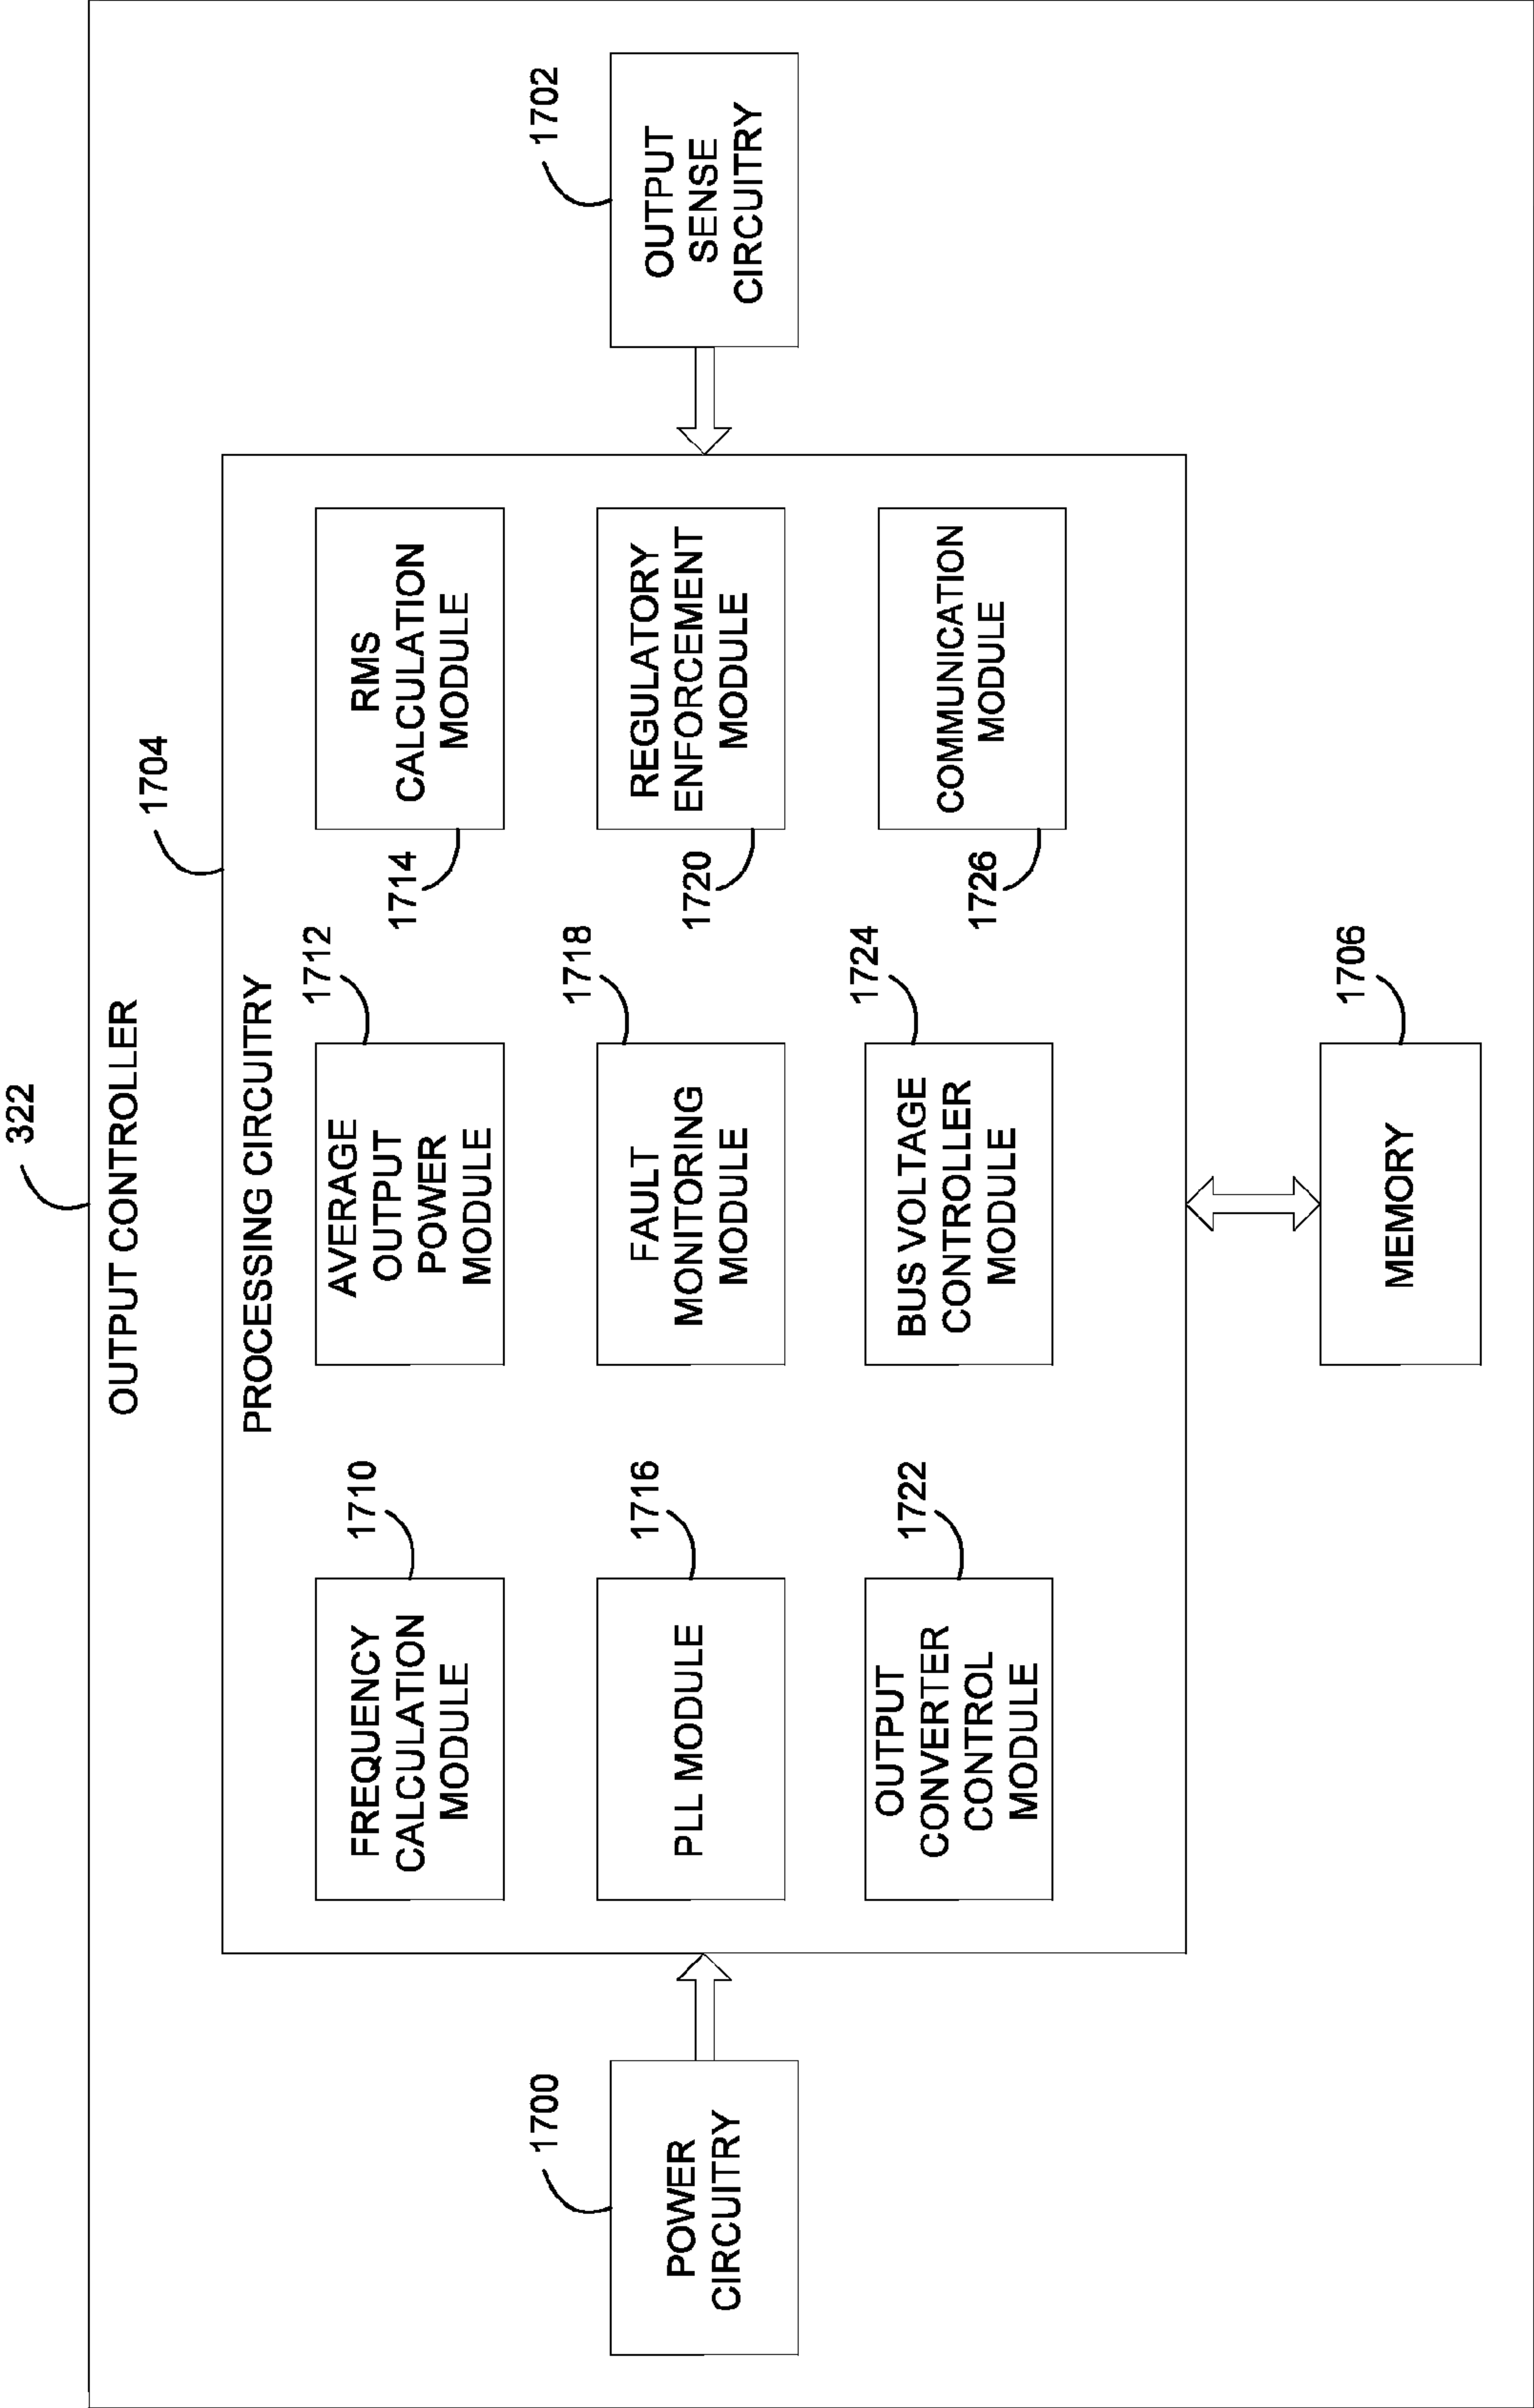 322
OUTPUT CONTROLLER
1704
PROCESSING CIRCUITRY
1710
FREQUENCY
CALCULATION
MODULE
1712
AVERAGE
OUTPUT
POWER
MODULE
1714
RMS
CALCULATION
MODULE
1700
POWER
CIRCUITRY
1716
PLL MODULE
1718
FAULT
MONITORING
MODULE
1720
REGULATORY
ENFORCEMENT
MODULE
1702
OUTPUT
SENSE
CIRCUITRY
1722
OUTPUT
CONVERTER
CONTROL
MODULE
1724
BUS VOLTAGE
CONTROLLER
MODULE
1726
COMMUNICATION
MODULE
1706
MEMORY